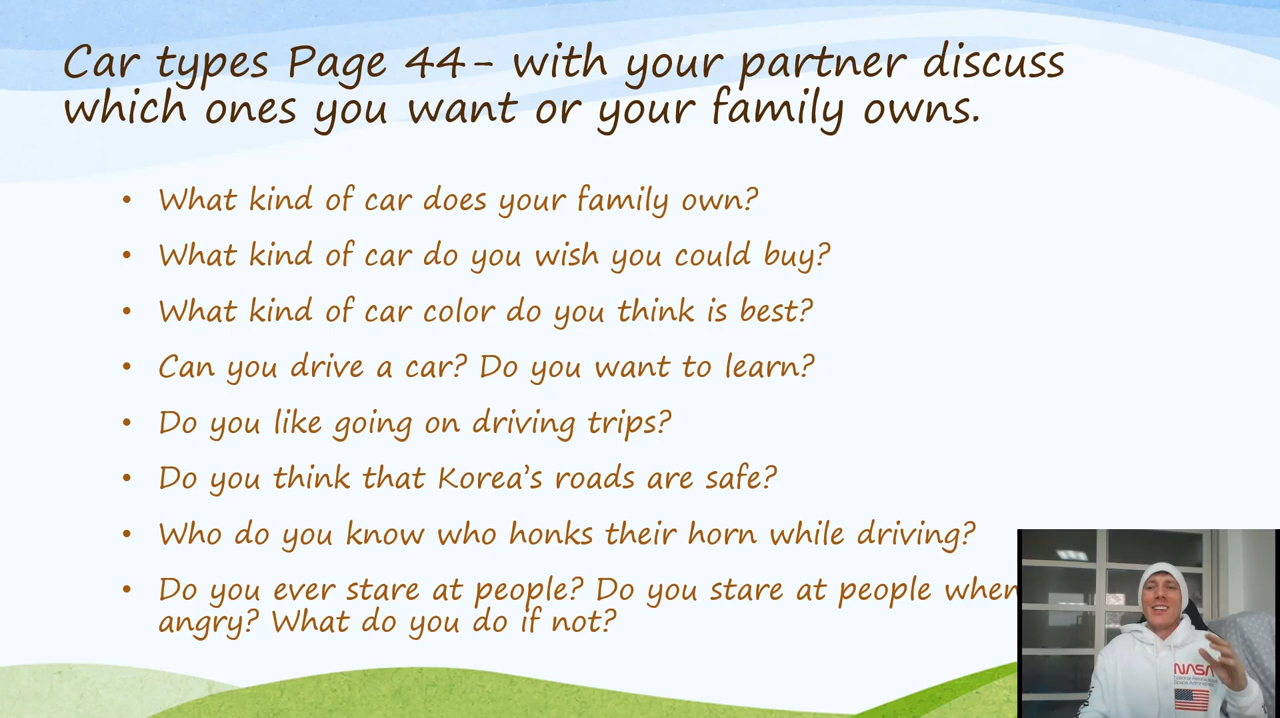 Car types Page 44- with your partner discuss
which ones you want or your family owns.
• What kind of car does your family own?
• What kind of car do you wish you could buy?
• What kind of car color do you think is best?
• Can you drive a car? Do you want to learn?
• Do you like going on driving trips?
• Do you think that Korea's roads are safe?
• Who do you know who honks their horn while driving?
• Do you ever stare at people? Do you stare at people when
angry? What do you do if not?
NASA